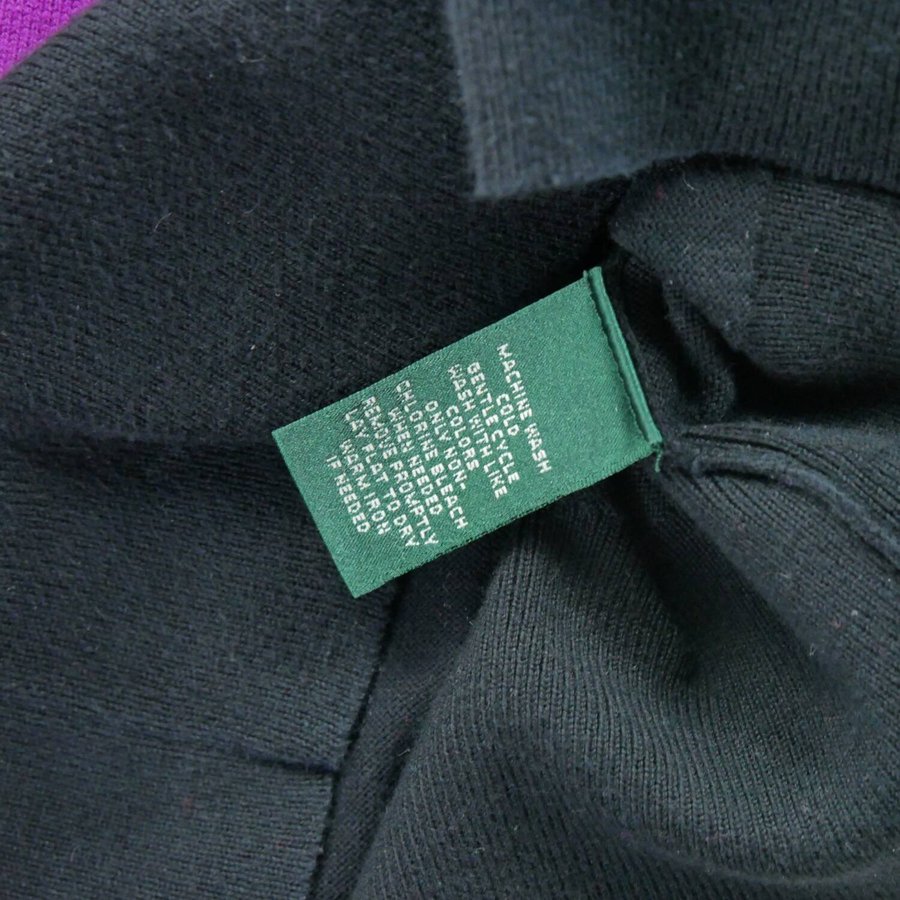 MACHINE WASH
COLD
GENTLE CYCLE
WASH WITH LIKE
COLORS
ONLY NON-
CHLORINE BLEACH
WHEN NEEDED
REMOVE PROMPTLY
LAY FLAT TO DRY
WARM IRON
IF NEEDED